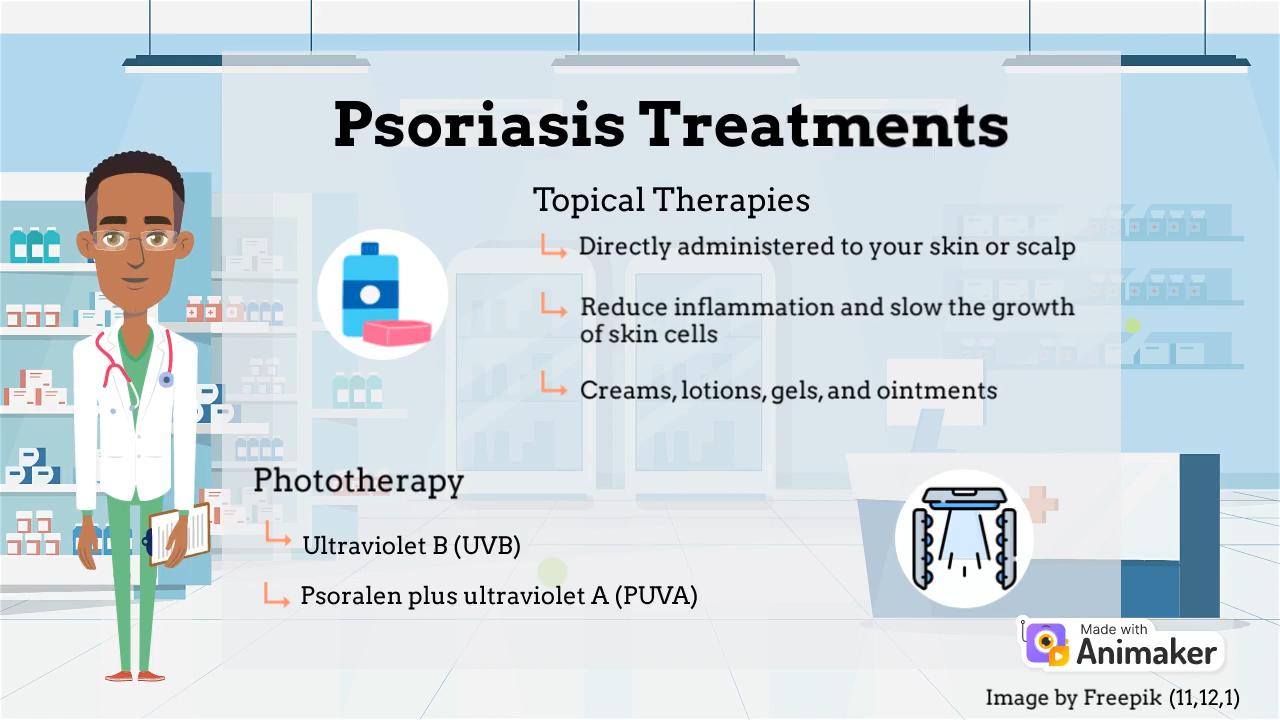 Psoriasis Treatments
Topical Therapies
Directly administered to your skin or scalp
Reduce inflammation and slow the growth
of skin cells
Creams, lotions, gels, and ointments
Phototherapy
Ultraviolet B (UVB)
Psoralen plus ultraviolet A (PUVA)
Made with
Animaker
Image by Freepik (11,12,1)